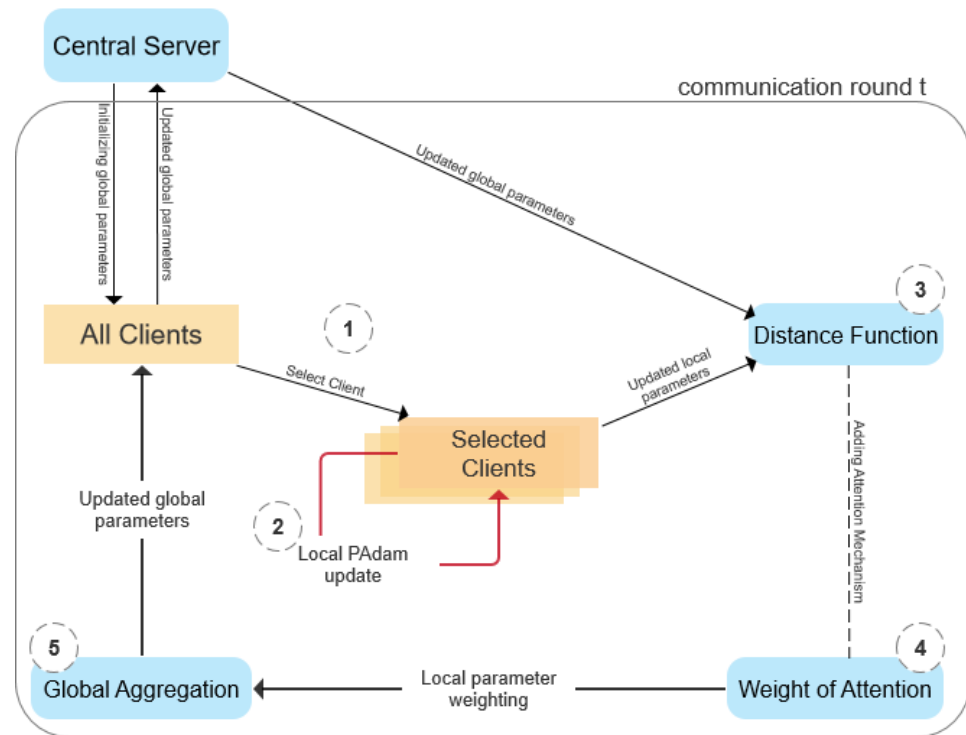 Central Server
communication round t
Initializing global parameters
Updated global parameters
Updated global parameters
3
1
All Clients
Distance Function
Select Client
Updated local
parameters
Selected
Clients
Adding Attention Mechanism
Updated global
parameters
2
Local PAdam
update
5
4
Global Aggregation
Local parameter
weighting
Weight of Attention